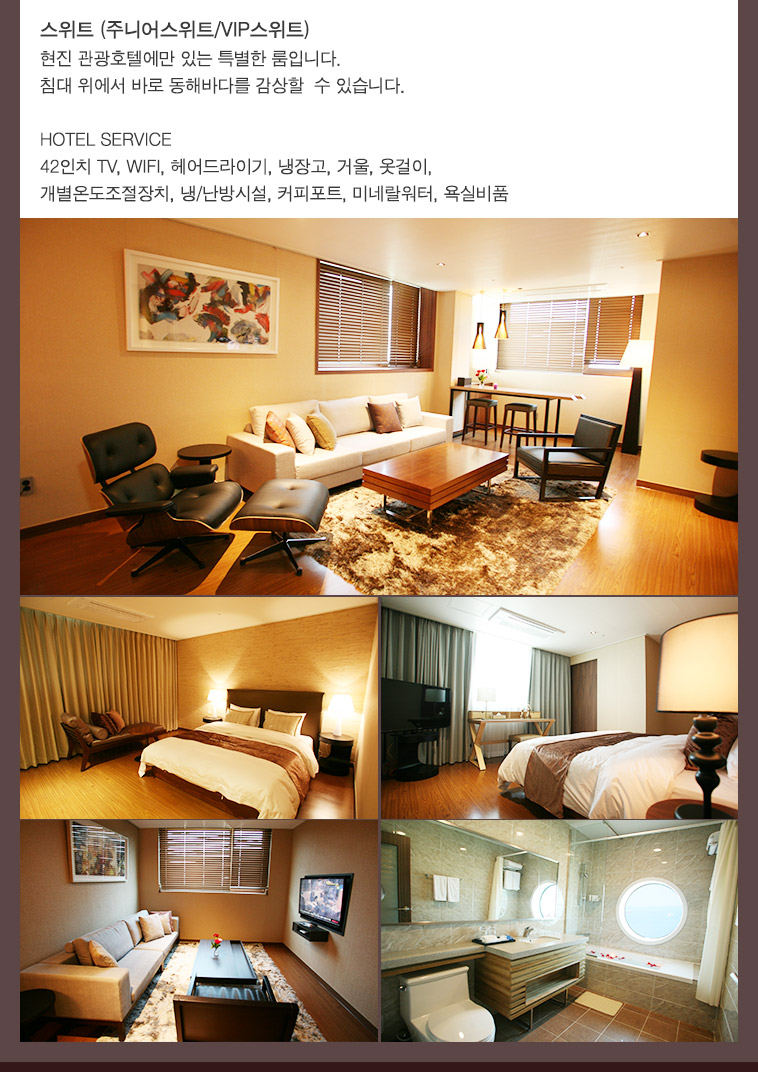 스위트 (주니어스위트/VIP스위트)
현진 관광호텔에만 있는 특별한 룸입니다.
침대 위에서 바로 동해바다를 감상할 수 있습니다.
HOTEL SERVICE
42인치 TV, WIFI, 헤어드라이기, 냉장고, 거울, 옷걸이,
개별온도조절장치, 냉/난방시설, 커피포트, 미네랄워터, 욕실비품